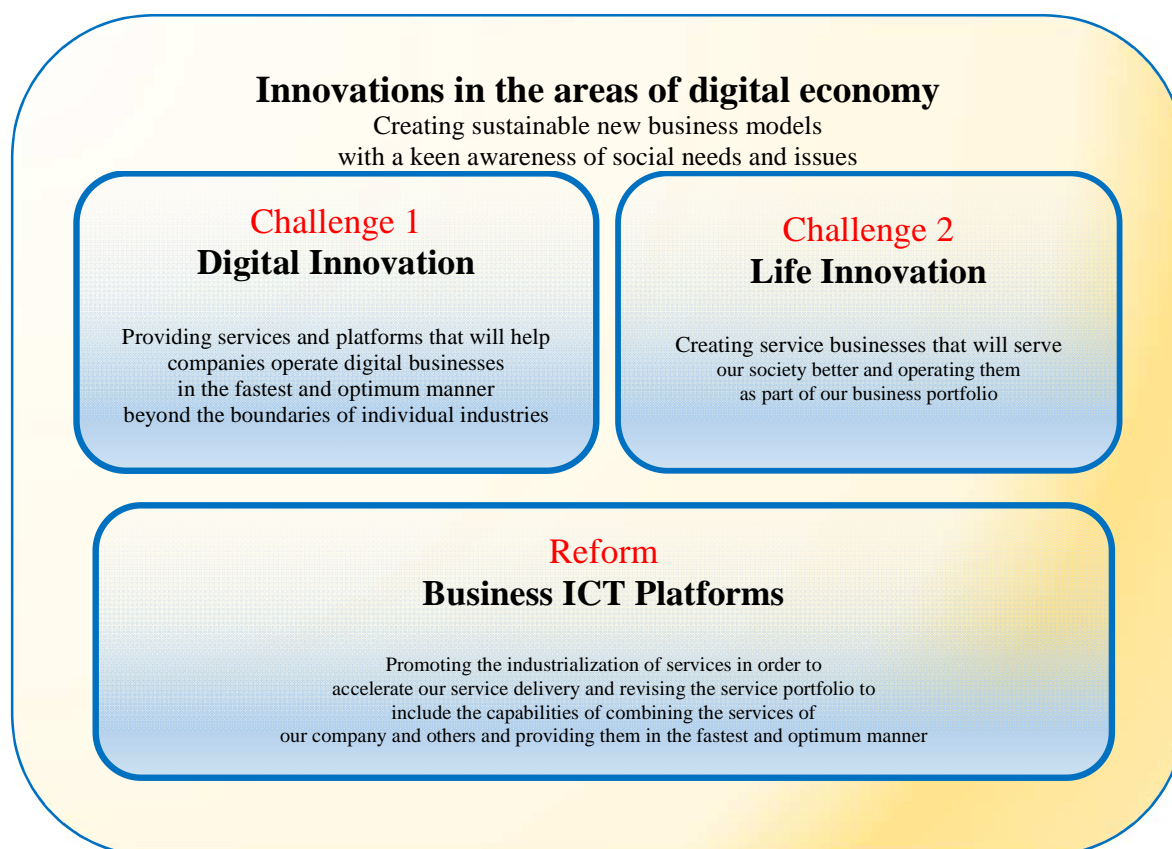 Innovations in the areas of digital economy
Creating sustainable new business models
with a keen awareness of social needs and issues
Challenge 1
Digital Innovation
Providing services and platforms that will help
companies operate digital businesses
in the fastest and optimum manner
beyond the boundaries of individual industries
Challenge 2
Life Innovation
Creating service businesses that will serve
our society better and operating them
as part of our business portfolio
Reform
Business ICT Platforms
Promoting the industrialization of services in order to
accelerate our service delivery and revising the service portfolio to
include the capabilities of combining the services of
our company and others and providing them in the fastest and optimum manner